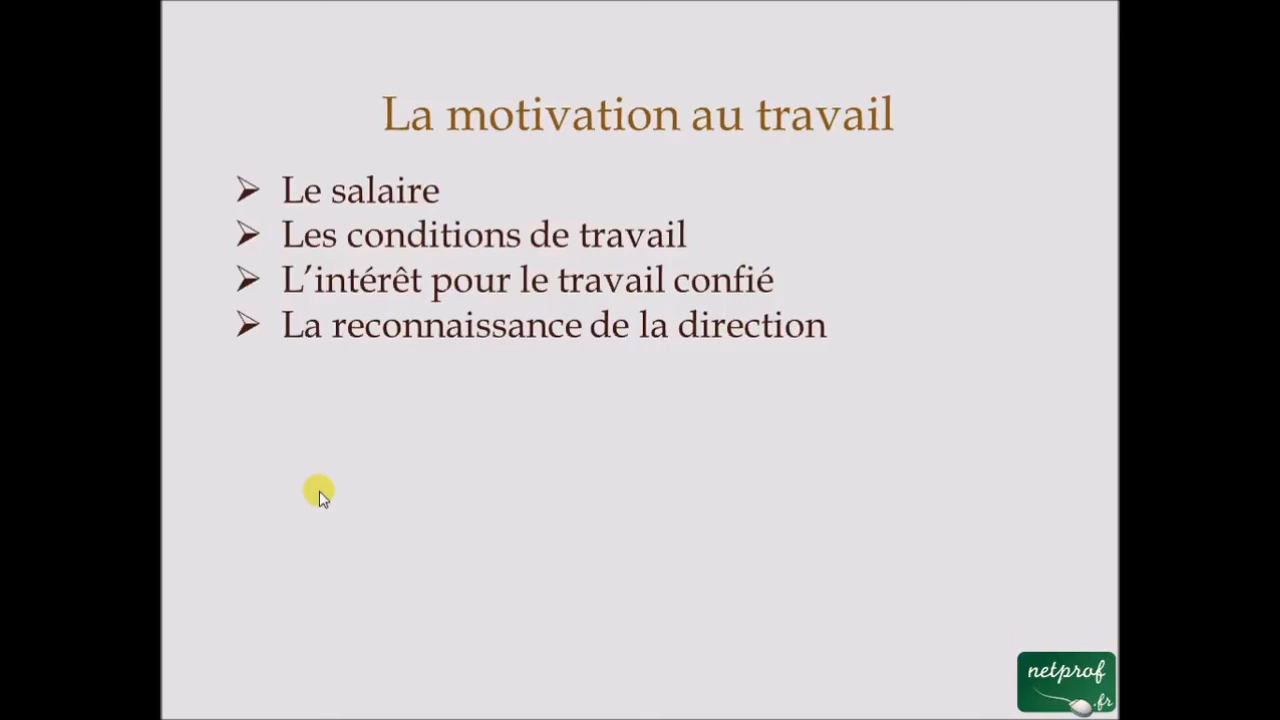 La motivation au travail
➢ Le salaire
➢ Les conditions de travail
➢ L’intérêt pour le travail confié
➢ La reconnaissance de la direction
netprof
.fr